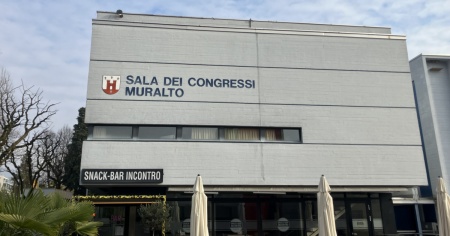 SALA DEI CONGRESSI
MURALTO
SNACK-BAR INCONTRO